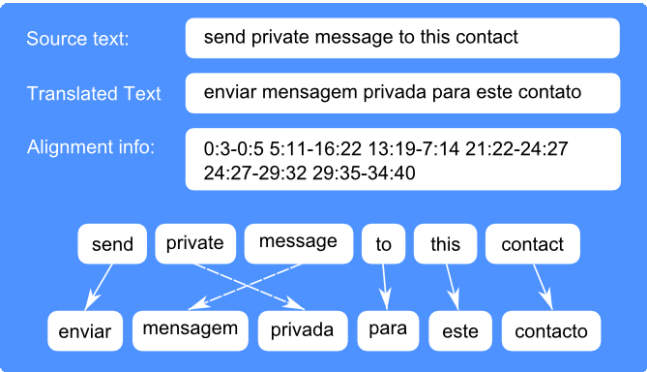 Source text: send private message to this contact
Translated Text enviar mensagem privada para este contato
Alignment info: 0:3-0:5 5:11-16:22 13:19-7:14 21:22-24:27
24:27-29:32 29:35-34:40
send private message to this contact
enviar mensagem privada para este contacto